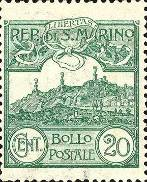 LIBERTAS
REP. DI S. MARINO
CENT. BOLLO 20
POSTALE